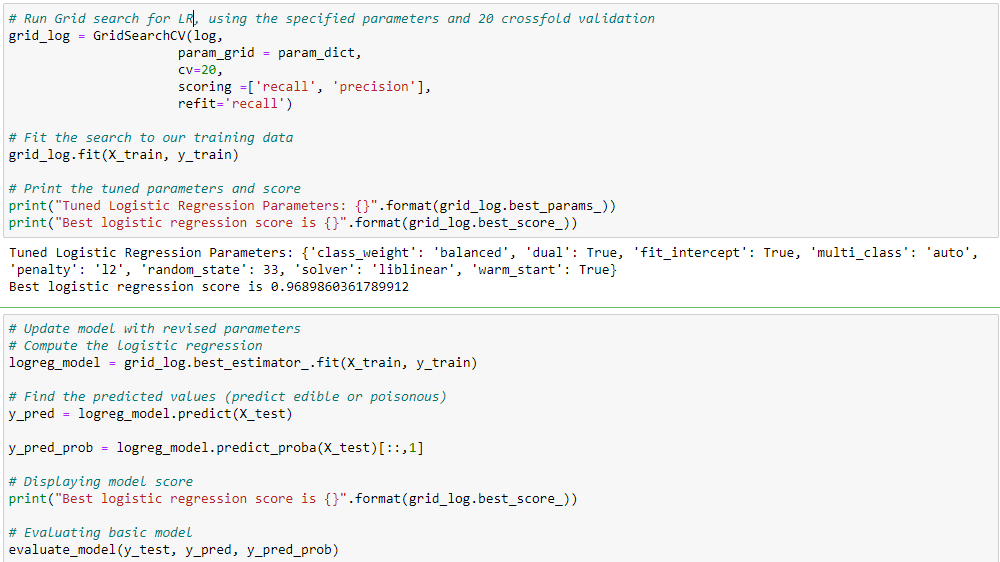 # Run Grid search for LR, using the specified parameters and 20 crossfold validation
grid_log = GridSearchCV(log,
                      param_grid = param_dict,
                      cv=20,
                      scoring =['recall', 'precision'],
                      refit='recall')

# Fit the search to our training data
grid_log.fit(X_train, y_train)

# Print the tuned parameters and score
print("Tuned Logistic Regression Parameters: {}".format(grid_log.best_params_))
print("Best logistic regression score is {}".format(grid_log.best_score_))
Tuned Logistic Regression Parameters: {'class_weight': 'balanced', 'dual': True, 'fit_intercept': True, 'multi_class': 'auto',
'penalty': 'l2', 'random_state': 33, 'solver': 'liblinear', 'warm_start': True}
Best logistic regression score is 0.9689860361789912
# Update model with revised parameters
# Compute the logistic regression
logreg_model = grid_log.best_estimator_.fit(X_train, y_train)

# Find the predicted values (predict edible or poisonous)
y_pred = logreg_model.predict(X_test)

y_pred_prob = logreg_model.predict_proba(X_test)[::,1]

# Displaying model score
print("Best logistic regression score is {}".format(grid_log.best_score_))

# Evaluating basic model
evaluate_model(y_test, y_pred, y_pred_prob)